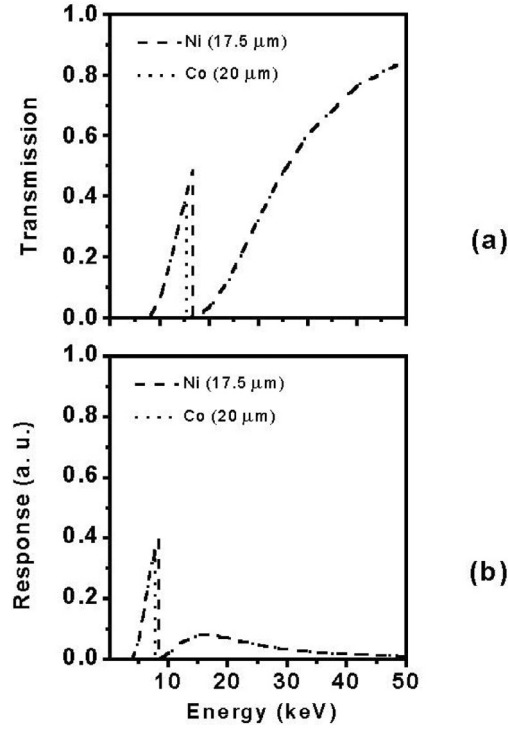 1.0
Ni (17.5 µm)
Co (20 µm)
0.8
0.6
0.4
0.2
0.0
Transmission
(a)
1.0
Ni (17.5 µm)
Co (20 µm)
0.8
0.6
0.4
0.2
0.0
Response (a. u.)
(b)
10 20 30 40 50
Energy (keV)